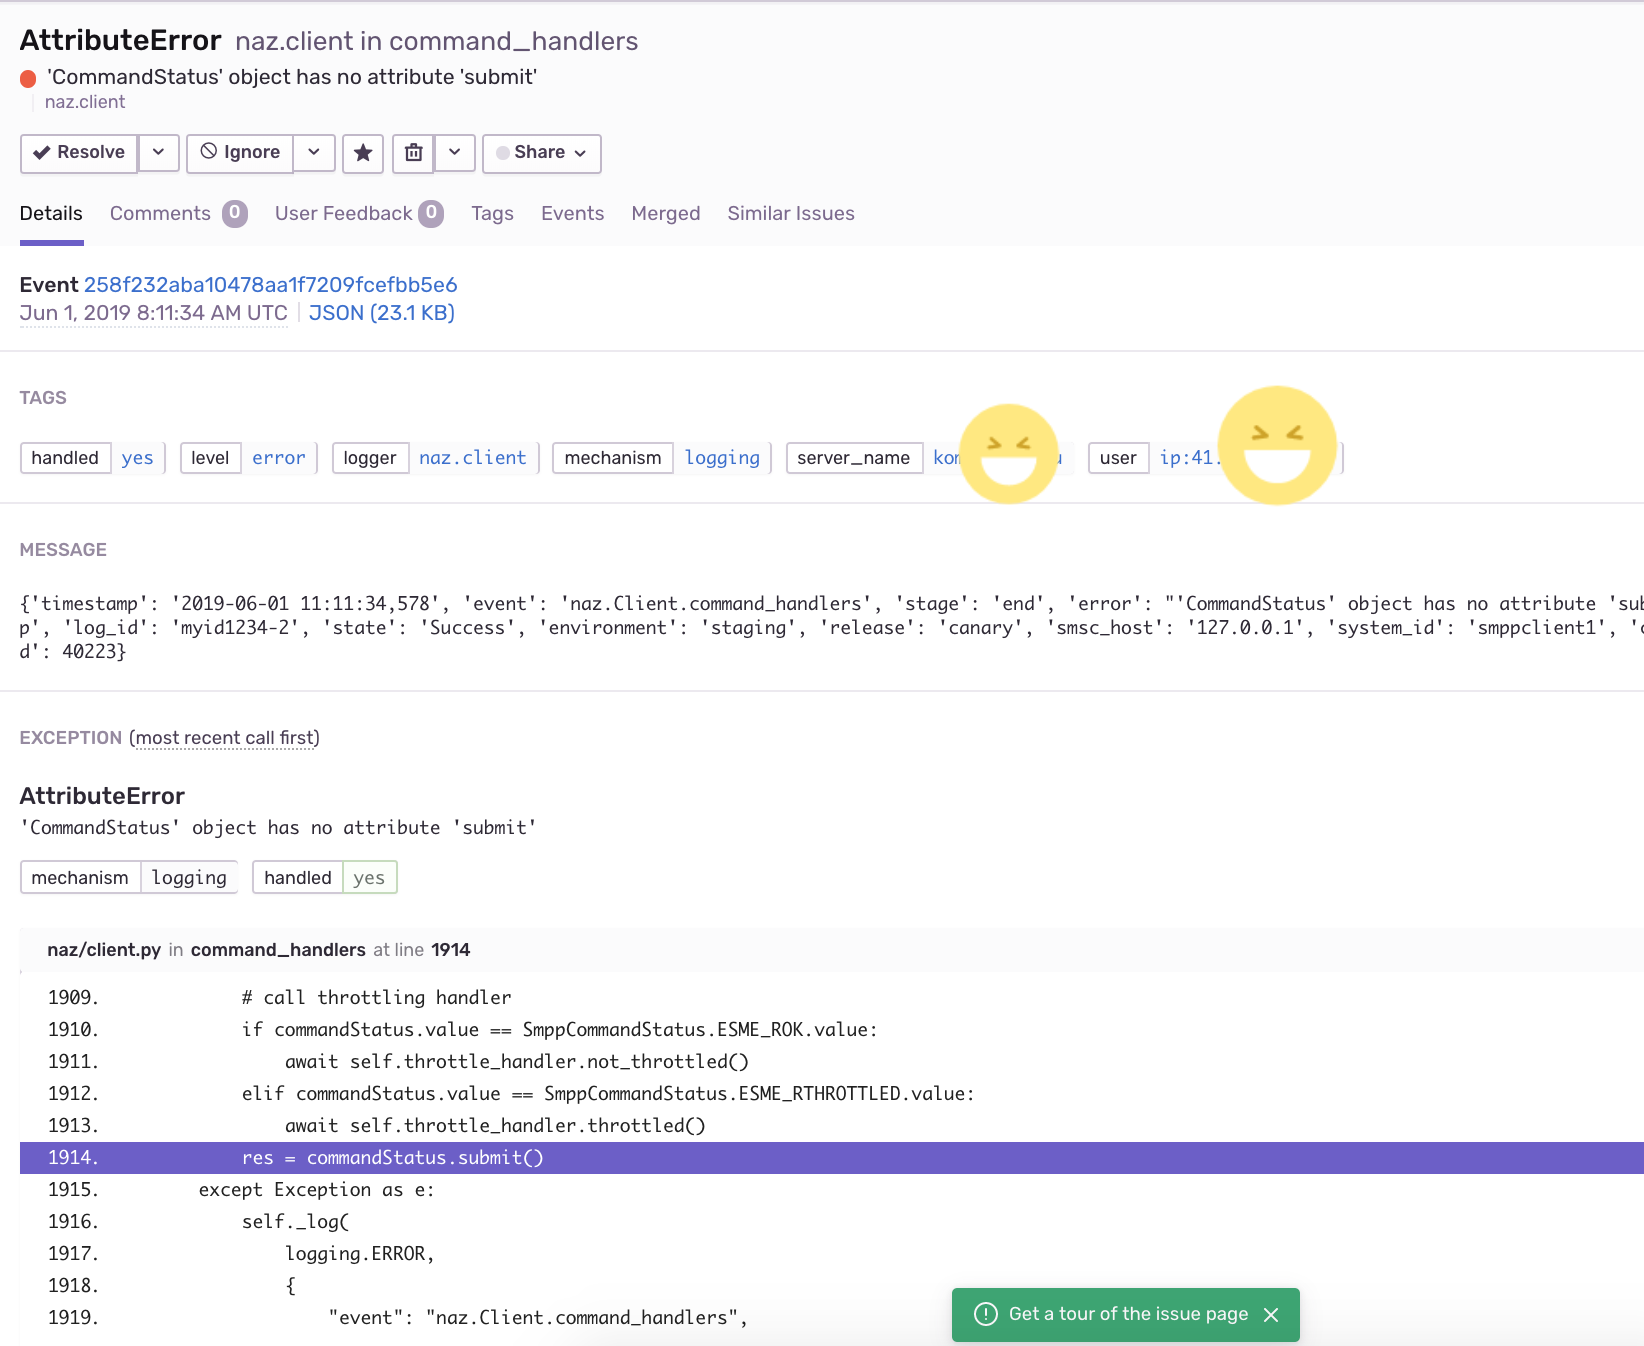 AttributeError naz.client in command_handlers
'CommandStatus' object has no attribute 'submit'
naz.client
Resolve Ignore Share
Details Comments 0 User Feedback 0 Tags Events Merged Similar Issues
Event 258f232aba10478aa1f7209fcefbb5e6
Jun 1, 2019 8:11:34 AM UTC JSON (23.1 KB)
TAGS
handled yes level error logger naz.client mechanism logging server_name user ip:41.
MESSAGE
{'timestamp': '2019-06-01 11:11:34,578', 'event': 'naz.Client.command_handlers', 'stage': 'end', 'error': "'CommandStatus' object has no attribute 'sub
p', 'log_id': 'myid1234-2', 'state': 'Success', 'environment': 'staging', 'release': 'canary', 'smsc_host': '127.0.0.1', 'system_id': 'smppclient1', '
d': 40223}
EXCEPTION (most recent call first)
AttributeError
'CommandStatus' object has no attribute 'submit'
mechanism logging handled yes
naz/client.py in command_handlers at line 1914
1909. # call throttling handler
1910. if commandStatus.value == SmppCommandStatus.ESME_ROK.value:
1911. await self.throttle_handler.not_throttled()
1912. elif commandStatus.value == SmppCommandStatus.ESME_RTHROTTLED.value:
1913. await self.throttle_handler.throttled()
1914. res = commandStatus.submit()
1915. except Exception as e:
1916. self._log(
1917. logging.ERROR,
1918. {
1919. "event": "naz.Client.command_handlers",
Get a tour of the issue page